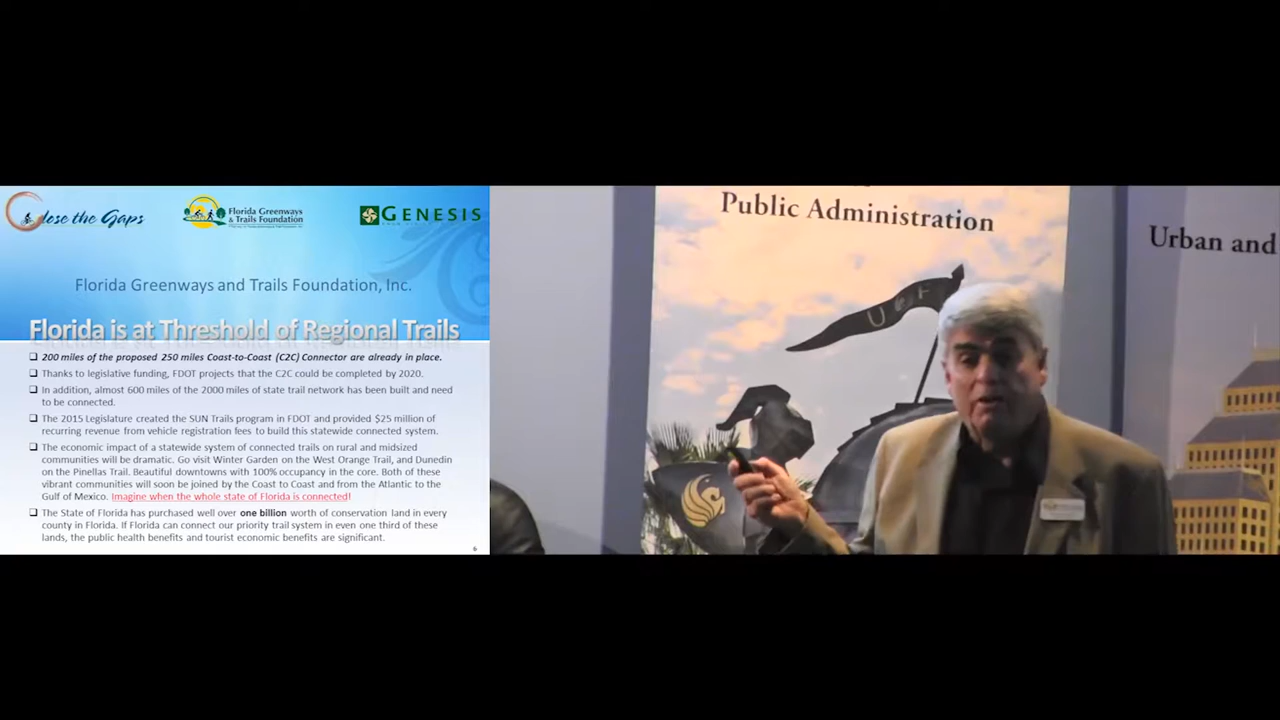 Close the Gaps
Florida Greenways
& Trails Foundation
GENESIS
Florida Greenways and Trails Foundation, Inc.
Florida is at Threshold of Regional Trails
200 miles of the proposed 250 miles Coast-to-Coast (C2C) Connector are already in place.
Thanks to legislative funding, FDOT projects that the C2C could be completed by 2020.
In addition, almost 600 miles of the 2000 miles of state trail network has been built and need
to be connected.
The 2015 Legislature created the SUN Trails program in FDOT and provided $25 million of
recurring revenue from vehicle registration fees to build this statewide connected system.
The economic impact of a statewide system of connected trails on rural and midsized
communities will be dramatic. Go visit Winter Garden on the West Orange Trail, and Dunedin
on the Pinellas Trail. Beautiful downtowns with 100% occupancy in the core. Both of these
vibrant communities will soon be joined by the Coast to Coast and from the Atlantic to the
Gulf of Mexico. Imagine when the whole state of Florida is connected!
The State of Florida has purchased well over one billion worth of conservation land in every
county in Florida. If Florida can connect our priority trail system in even one third of these
lands, the public health benefits and tourist economic benefits are significant.
6
Public Administration
UCF
Urban and